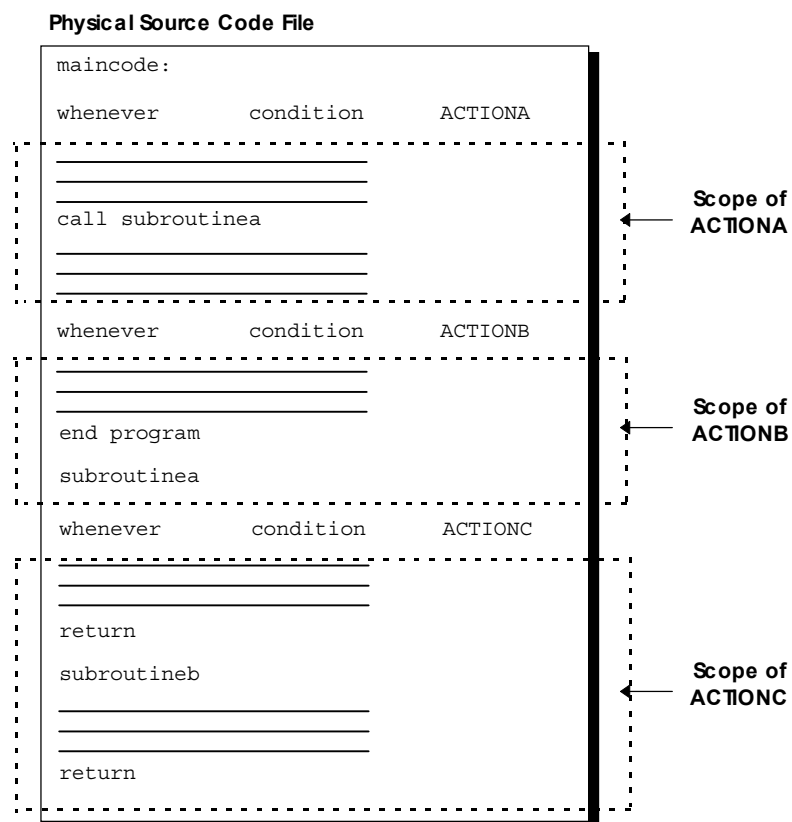 Physical Source Code File
maincode:
whenever condition ACTIONA
call subroutinea
Scope of
ACTIONA
whenever condition ACTIONB
end program
subroutinea
Scope of
ACTIONB
whenever condition ACTIONC
return
subroutineb
Scope of
ACTIONC
return